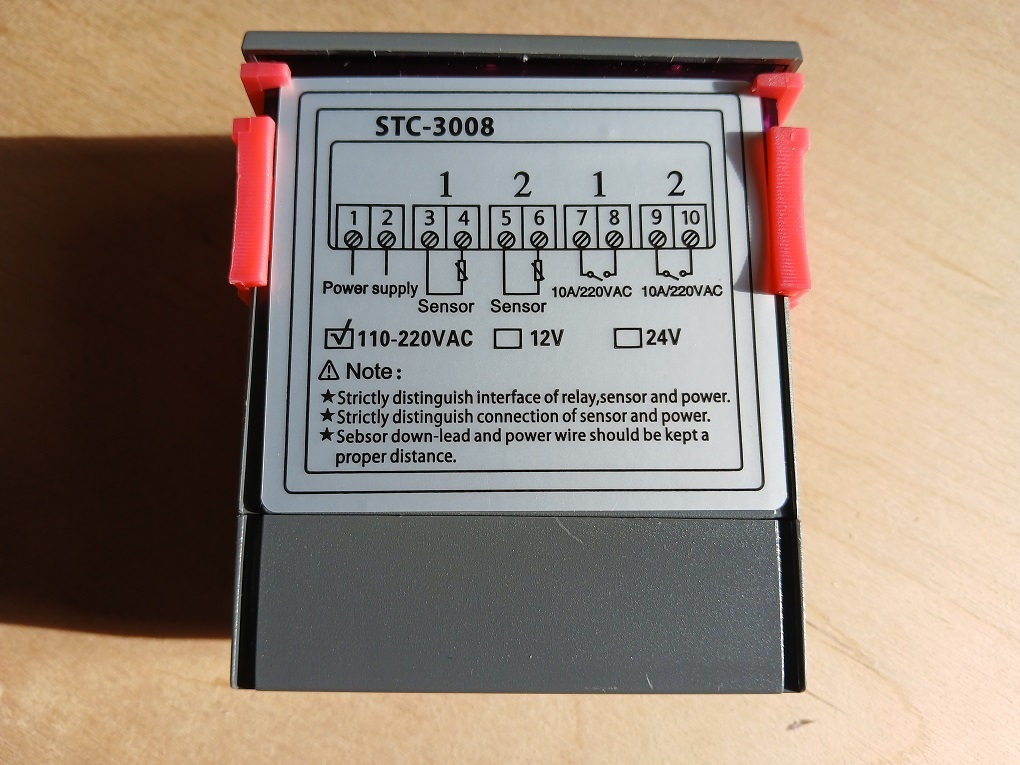 STC-3008
1 2 1 2
1 2 3 4 5 6 7 8 9 10
Power supply
Sensor Sensor 10A/220VAC 10A/220VAC
110-220VAC 12V 24V
Note:
★Strictly distinguish interface of relay,sensor and power.
★Strictly distinguish connection of sensor and power.
★Sebsor down-lead and power wire should be kept a
proper distance.